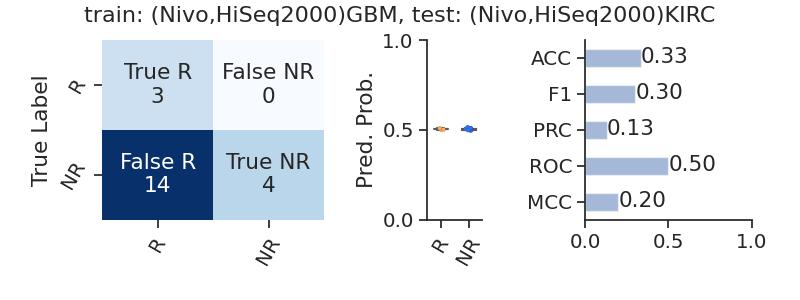 train: (Nivo,HiSeq2000)GBM, test: (Nivo,HiSeq2000)KIRC
True Label
R
NR
True R
3
False NR
0
False R
14
True NR
4
R
NR
Pred. Prob.
1.0
0.5
0.0
R
NR
ACC
0.33
F1
0.30
PRC
0.13
ROC
0.50
MCC
0.20
0.0
0.5
1.0